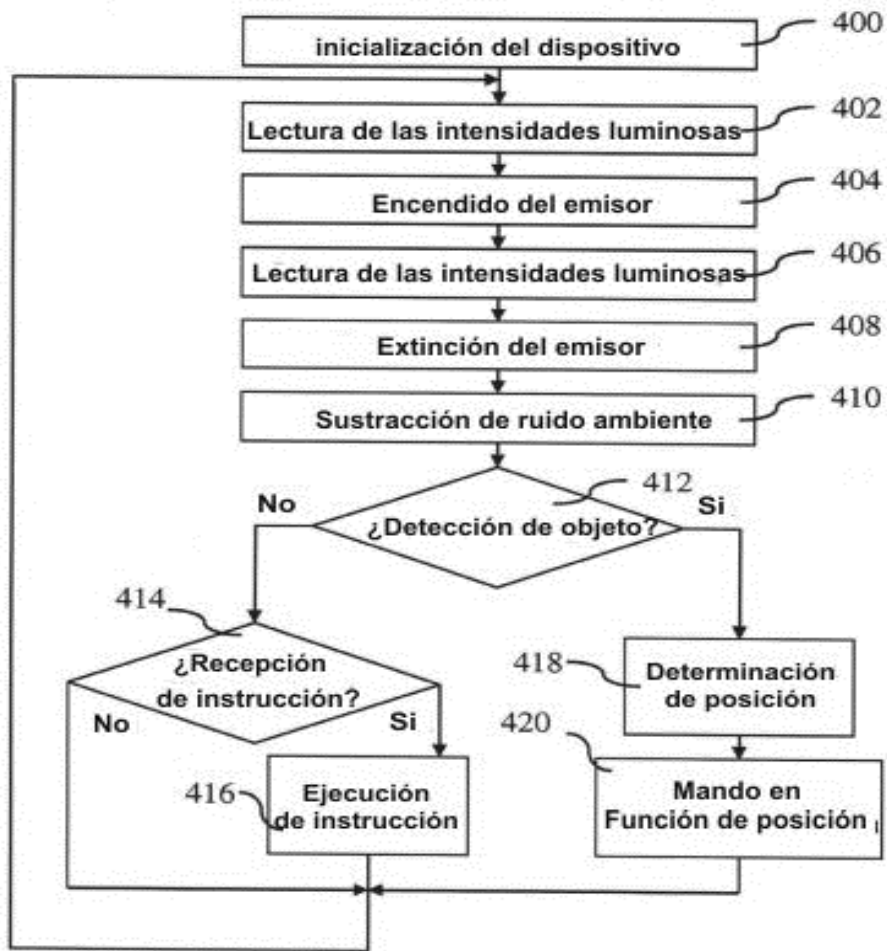 inicialización del dispositivo
400
Lectura de las intensidades luminosas
402
Encendido del emisor
404
Lectura de las intensidades luminosas
406
Extinción del emisor
408
Sustracción de ruido ambiente
410
412
No
¿Detección de objeto?
Si
414
¿Recepción
de instrucción?
No
Si
416
Ejecución
de instrucción
418
Determinación
de posición
420
Mando en
Función de posición